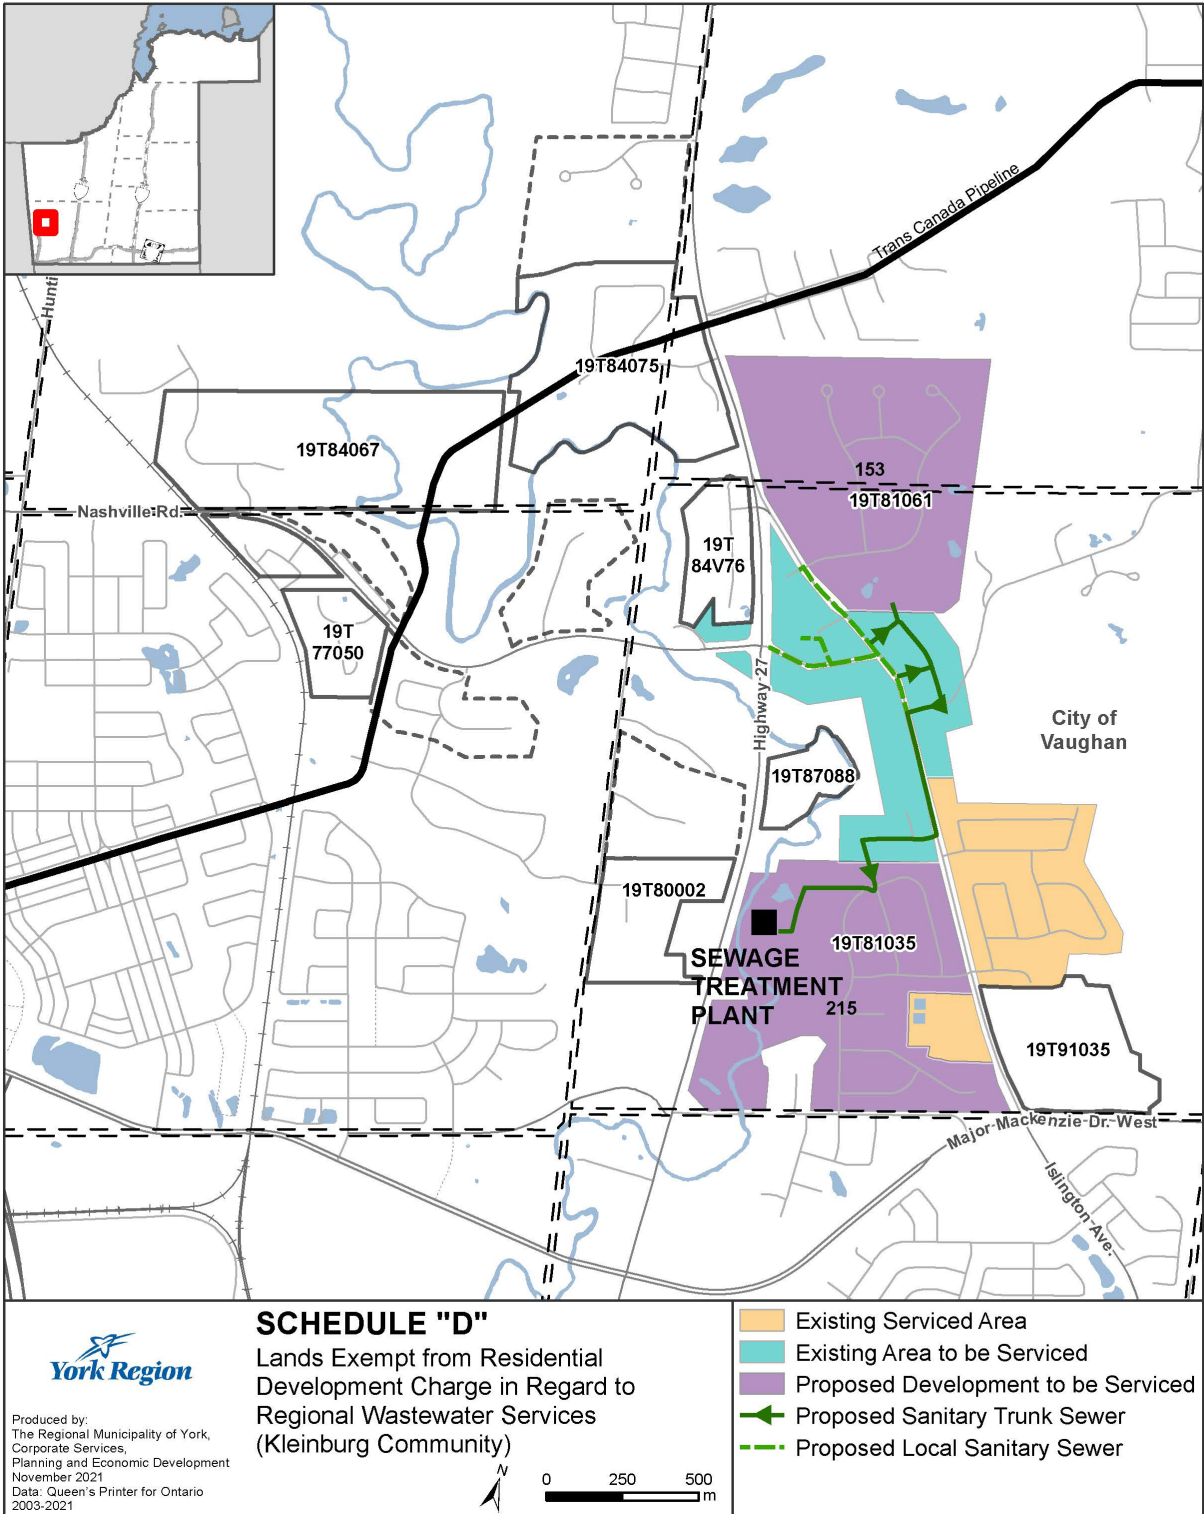 Hunti
Trans Canada Pipeline
19T84075
19T84067
153
19T81061
Nashville Rd.
19T
84V76
19T
77050
Highway 27
City of
Vaughan
19T87088
19T80002
19T81035
SEWAGE
TREATMENT
PLANT
215
19T91035
Major Mackenzie Dr. West
Islington Ave.
York Region
Produced by:
The Regional Municipality of York,
Corporate Services,
Planning and Economic Development
November 2021
Data: Queen's Printer for Ontario
2003-2021
SCHEDULE "D"
Lands Exempt from Residential
Development Charge in Regard to
Regional Wastewater Services
(Kleinburg Community)
N
0 250 500
m
Existing Serviced Area
Existing Area to be Serviced
Proposed Development to be Serviced
Proposed Sanitary Trunk Sewer
Proposed Local Sanitary Sewer